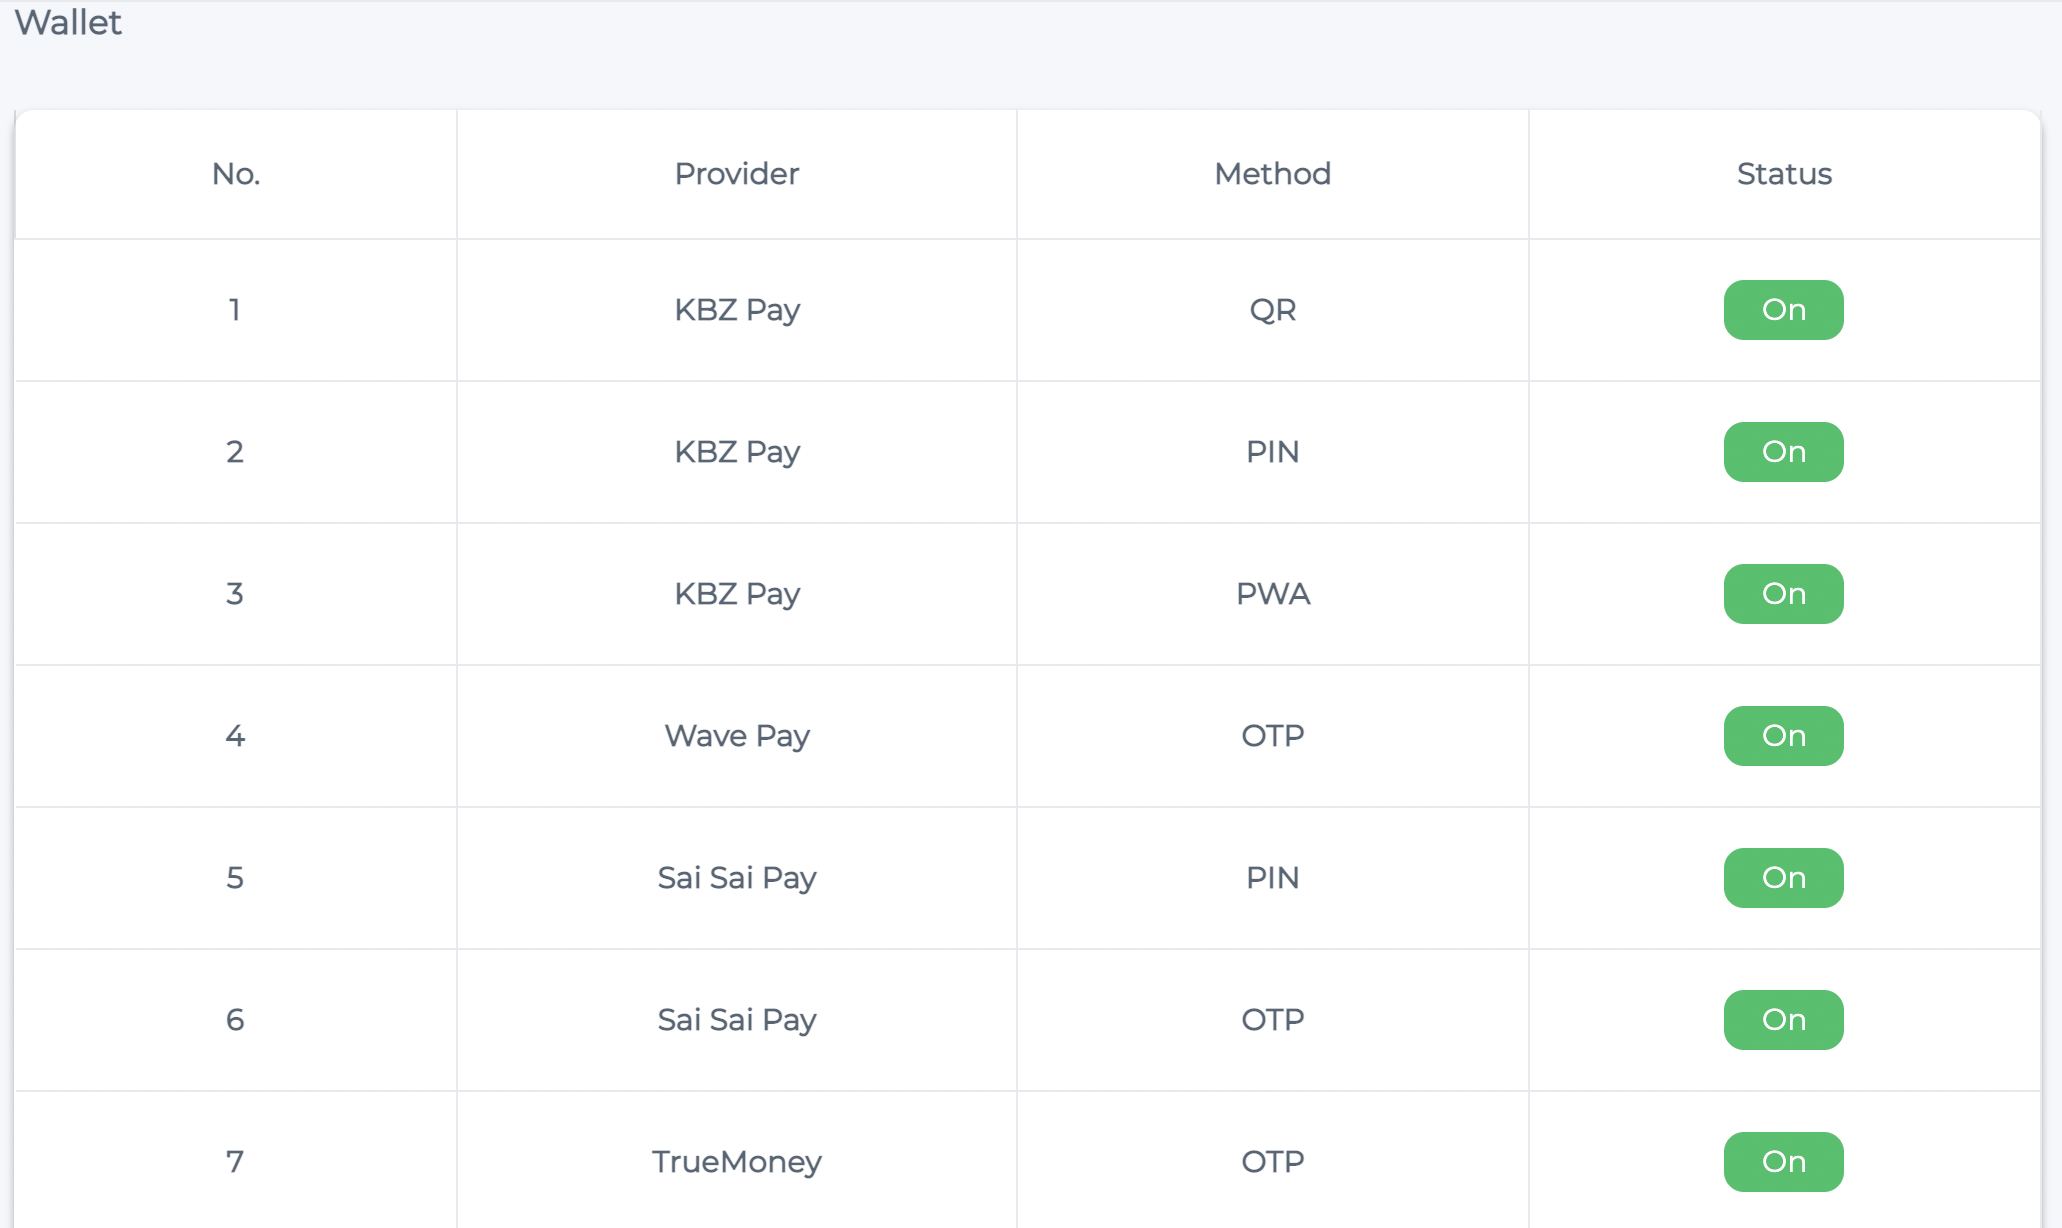 Wallet
No. Provider Method Status
1 KBZ Pay QR On
2 KBZ Pay PIN On
3 KBZ Pay PWA On
4 Wave Pay OTP On
5 Sai Sai Pay PIN On
6 Sai Sai Pay OTP On
7 TrueMoney OTP On